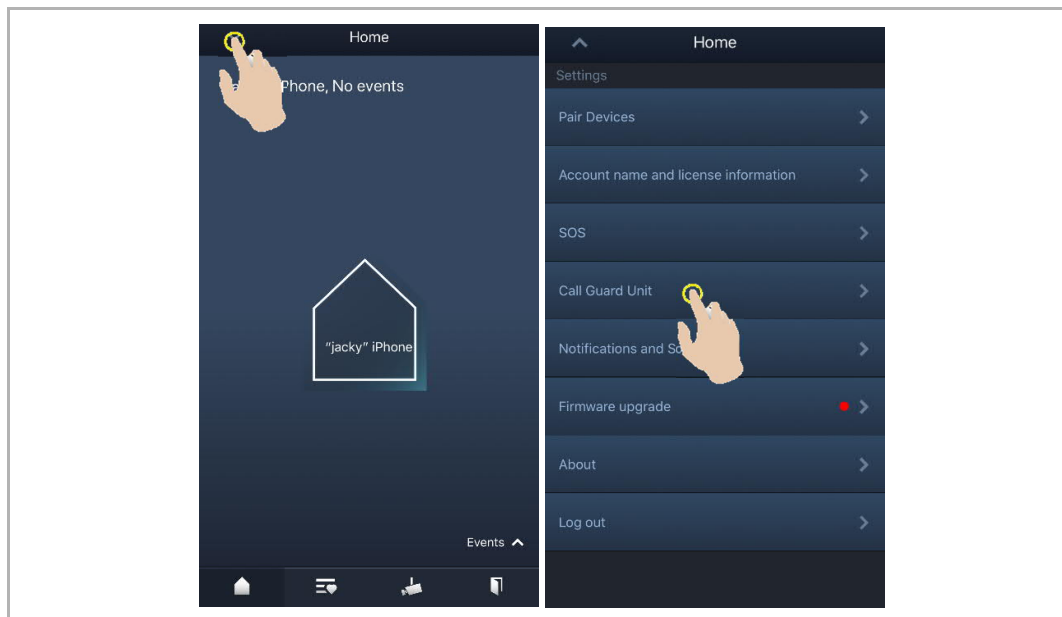 Home
Phone, No events
"jacky" iPhone
Events
Home
Settings
Pair Devices
Account name and license information
SOS
Call Guard Unit
Notifications and
Firmware upgrade
About
Log out